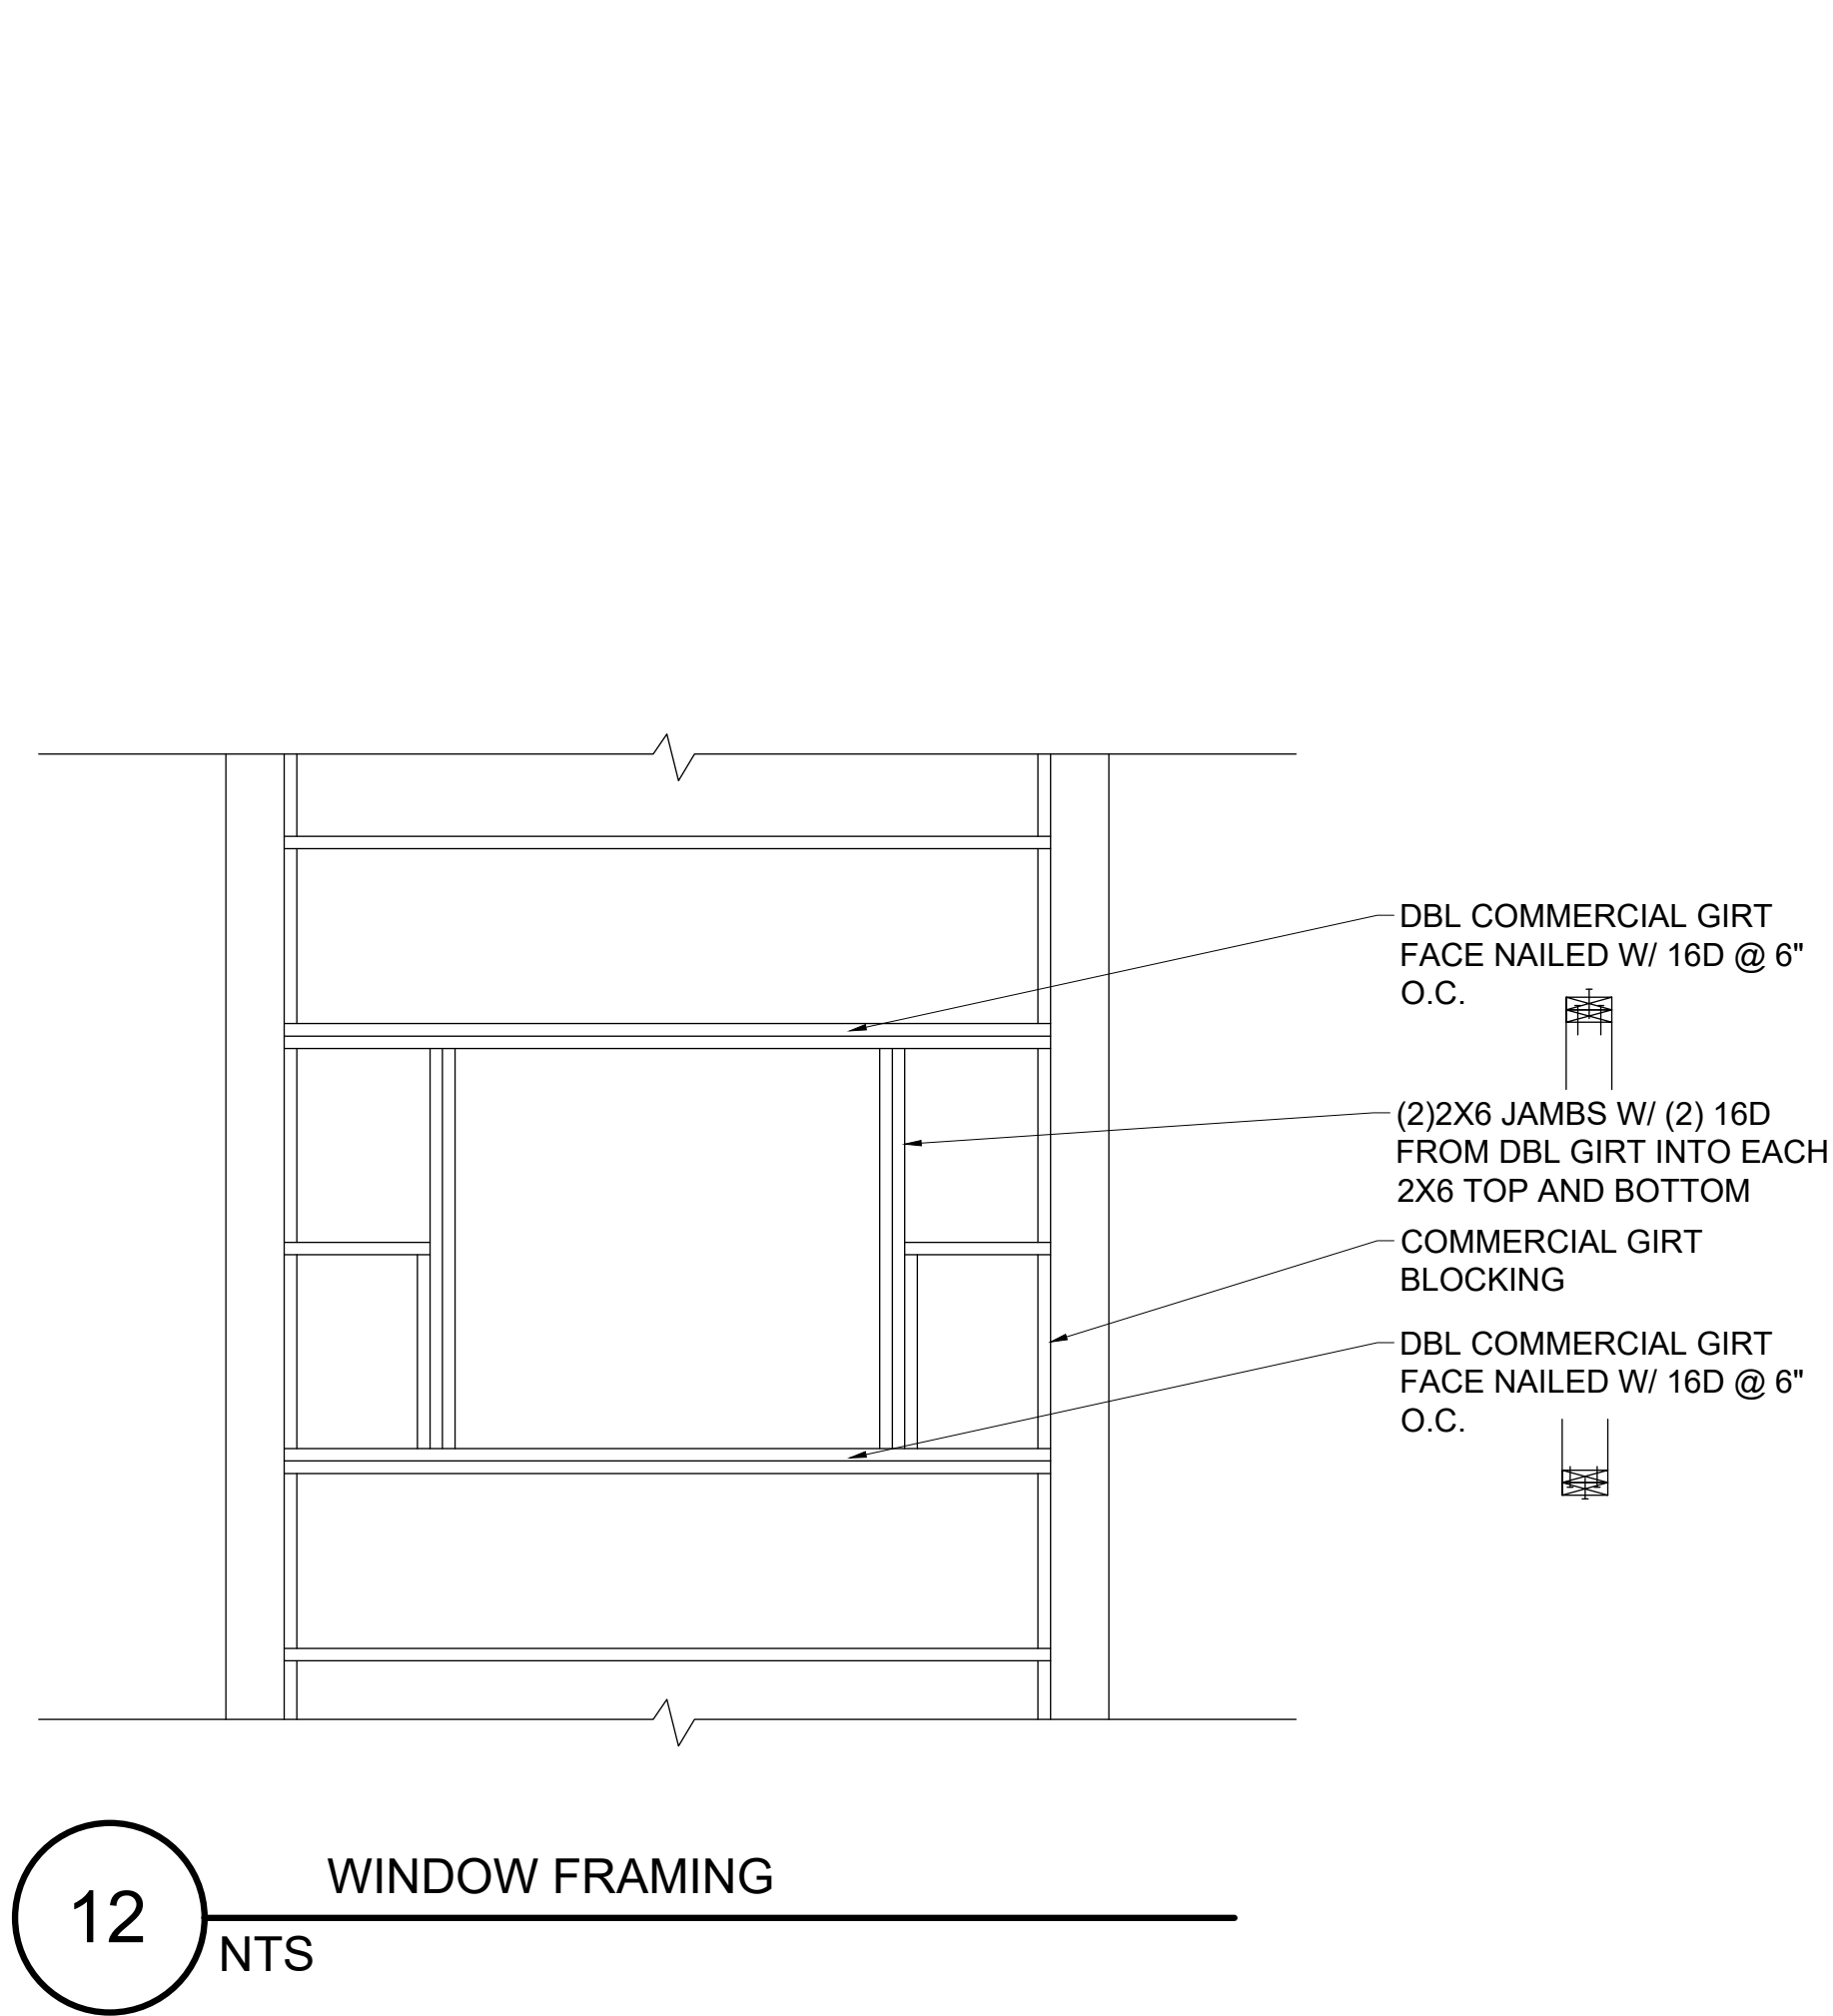 DBL COMMERCIAL GIRT
FACE NAILED W/ 16D @ 6"
O.C.
(2)2X6 JAMBS W/ (2) 16D
FROM DBL GIRT INTO EACH
2X6 TOP AND BOTTOM
COMMERCIAL GIRT
BLOCKING
DBL COMMERCIAL GIRT
FACE NAILED W/ 16D @ 6"
O.C.
12
WINDOW FRAMING
NTS